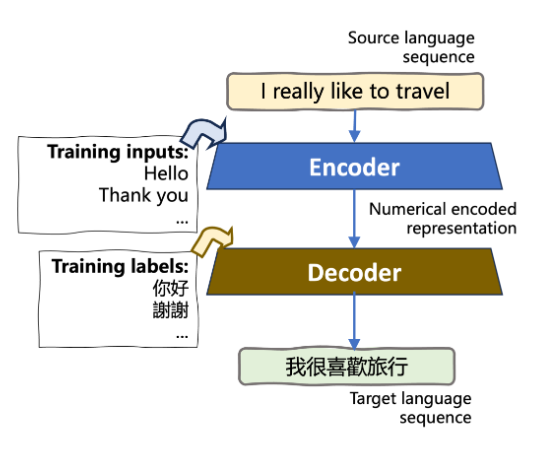 Source language
sequence
I really like to travel
Training inputs:
Hello
Thank you
...
Encoder
Numerical encoded
representation
Training labels:
你好
謝謝
...
Decoder
我很喜歡旅行
Target language
sequence